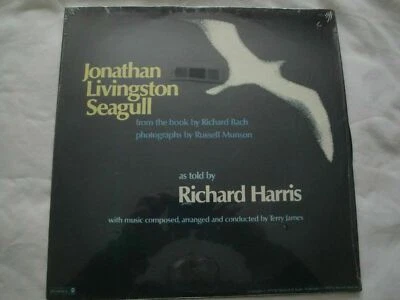 Jonathan
Livingston
Seagull
from the book by Richard Bach
photographs by Russell Munson
as told by
Richard Harris
with music composed, arranged and conducted by Terry James